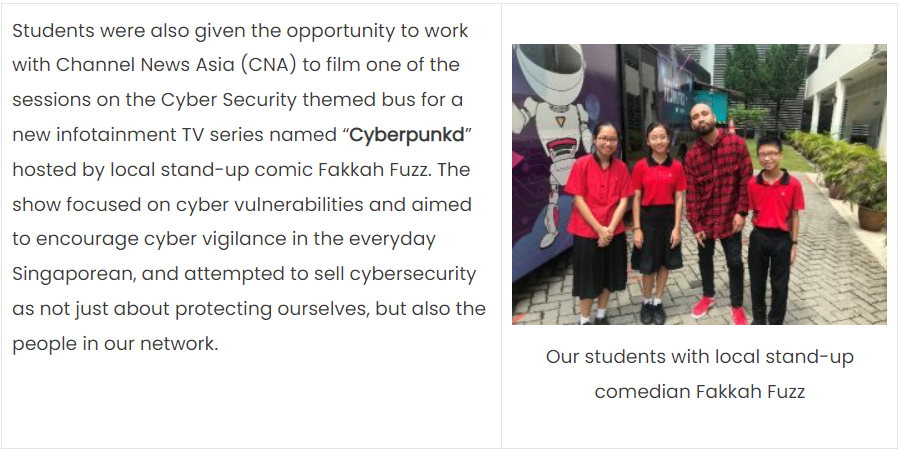 Students were also given the opportunity to work
with Channel News Asia (CNA) to film one of the
sessions on the Cyber Security themed bus for a
new infotainment TV series named “Cyberpunkd”
hosted by local stand-up comic Fakkah Fuzz. The
show focused on cyber vulnerabilities and aimed
to encourage cyber vigilance in the everyday
Singaporean, and attempted to sell cybersecurity
as not just about protecting ourselves, but also the
people in our network.
Our students with local stand-up
comedian Fakkah Fuzz